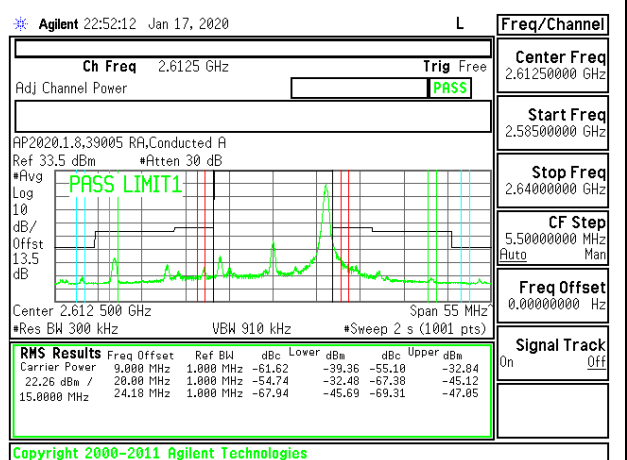 Agilent 22:52:12 Jan 17, 2020 L
Freq/Channel
Ch Freq 2.6125 GHz Trig Free
Adj Channel Power PASS
AP2020.1.8,39005 RA,Conducted A
Ref 33.5 dBm #Atten 30 dB
#Avg
Log
10
dB/
Offst
13.5
dB
PASS LIMIT1
Center 2.612 500 GHz Span 55 MHz
#Res BW 300 kHz VBW 910 kHz #Sweep 2 s (1001 pts)
RMS Results Freq Offset Ref BW dBc Lower dBm dBc Upper dBm
Carrier Power 9.000 MHz 1.000 MHz -61.62 -39.36 -55.10 -32.84
22.26 dBm / 20.00 MHz 1.000 MHz -54.74 -32.48 -67.38 -45.12
15.0000 MHz 24.18 MHz 1.000 MHz -67.94 -45.69 -69.31 -47.05
Copyright 2000-2011 Agilent Technologies
Center Freq
2.61250000 GHz
Start Freq
2.58500000 GHz
Stop Freq
2.64000000 GHz
CF Step
5.50000000 MHz
Auto Man
Freq Offset
0.00000000 Hz
Signal Track
On Off